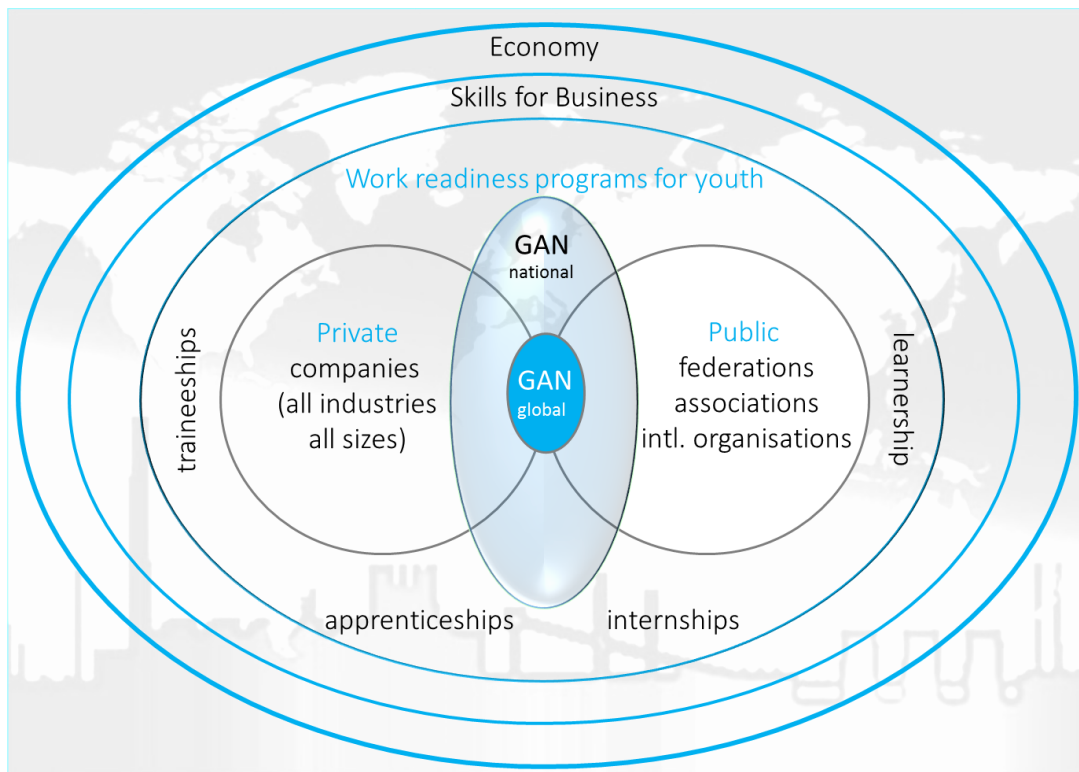 Economy
Skills for Business
Work readiness programs for youth
GAN
national
traineeships
Private
companies
(all industries
all sizes)
GAN
global
Public
federations
associations
intl. organisations
learnership
apprenticeships
internships